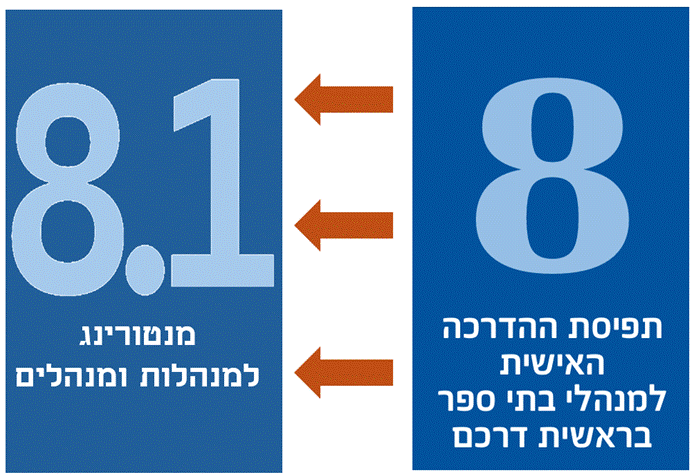 8
תפיסת ההדרכה
האישית
למנהלי בתי ספר
בראשית דרכם
8.1
מנטורינג
למנהלות ומנהלים